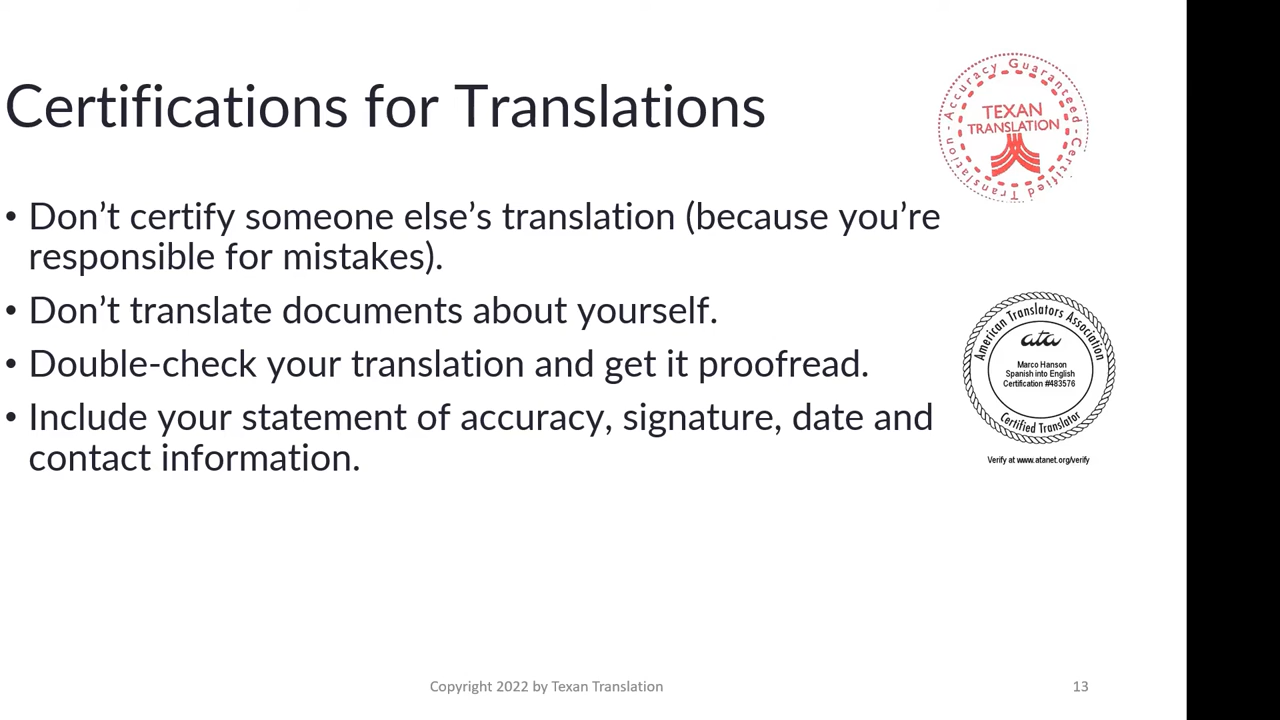 Certifications for Translations
• Don’t certify someone else’s translation (because you’re
responsible for mistakes).
• Don’t translate documents about yourself.
• Double-check your translation and get it proofread.
• Include your statement of accuracy, signature, date and
contact information.
- Accuracy Guaranteed - Certified Translation
TEXAN
TRANSLATION
American Translators Association
ata
Marco Hanson
Spanish into English
Certification #483576
Certified Translator
Verify at www.atanet.org/verify
Copyright 2022 by Texan Translation
13